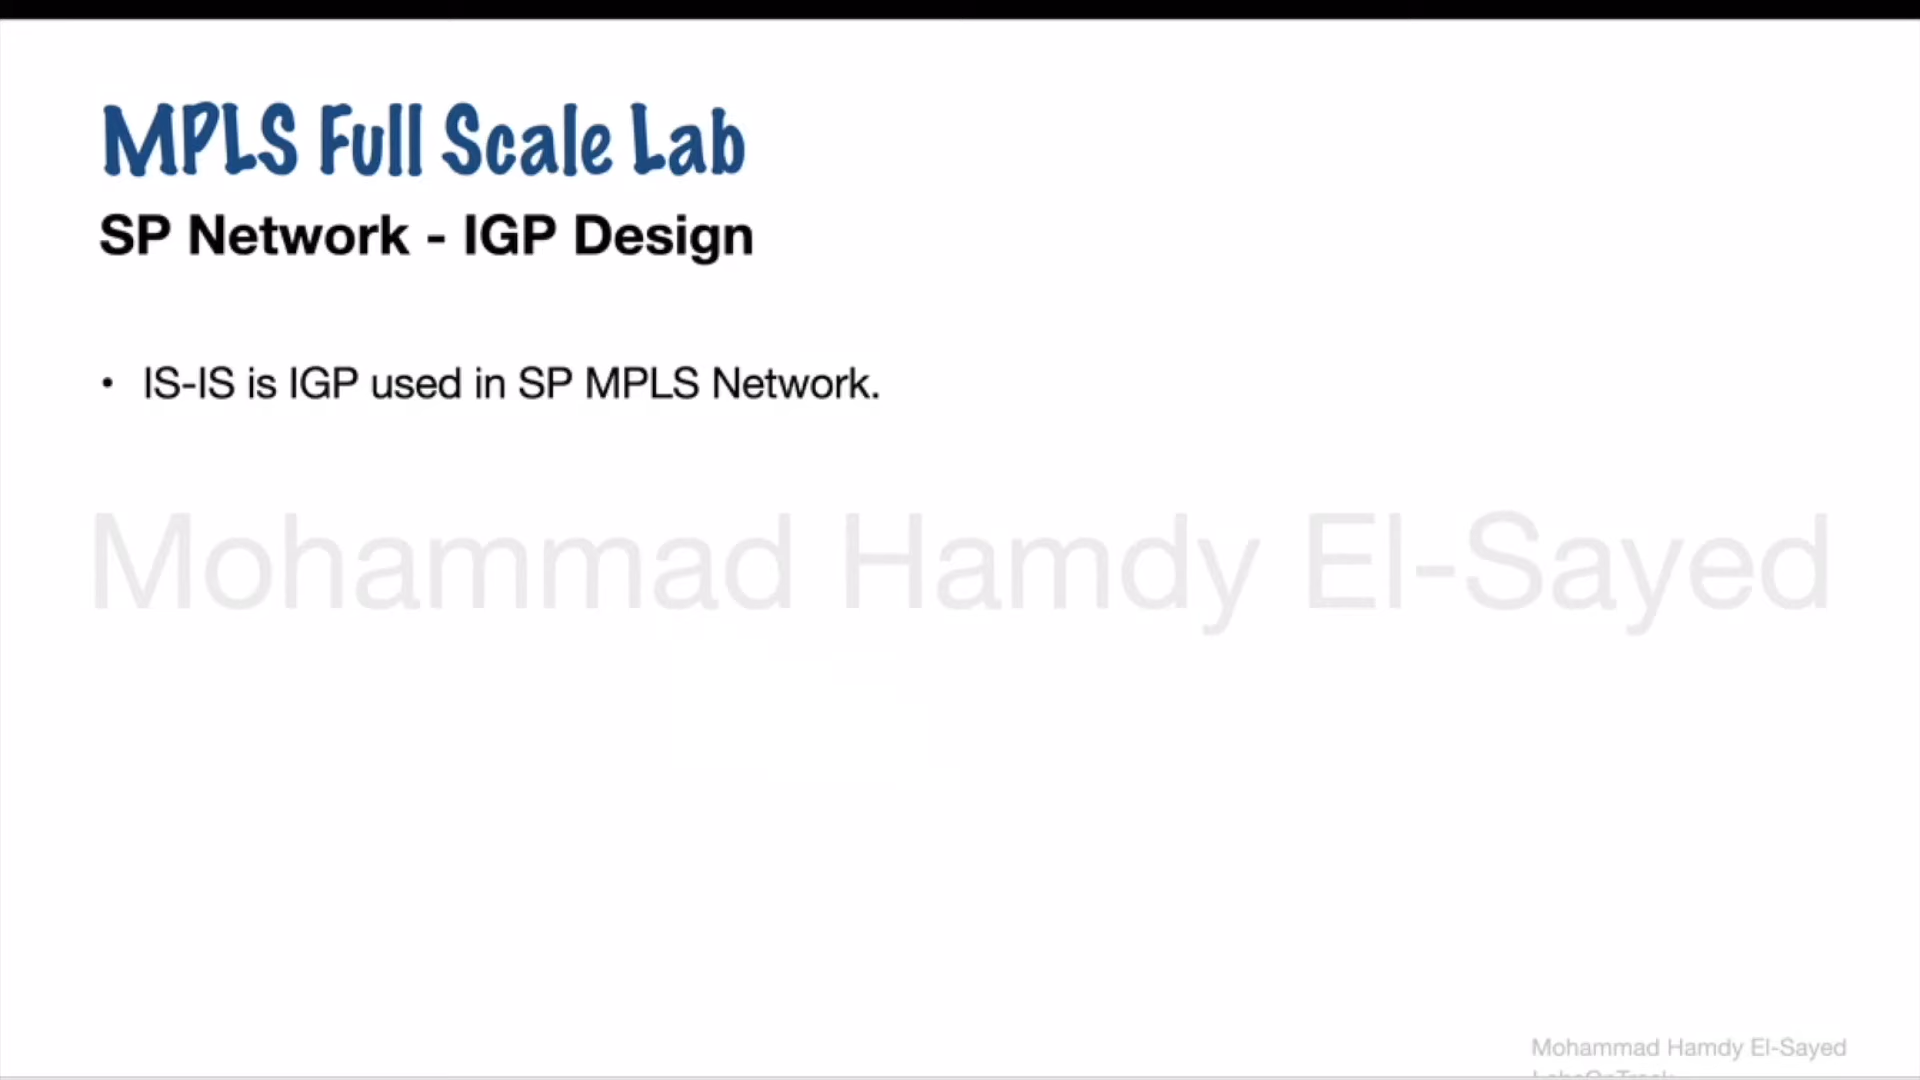 MPLS Full Scale Lab
SP Network - IGP Design
• IS-IS is IGP used in SP MPLS Network.
Mohammad Hamdy El-Sayed
Mohammad Hamdy El-Sayed